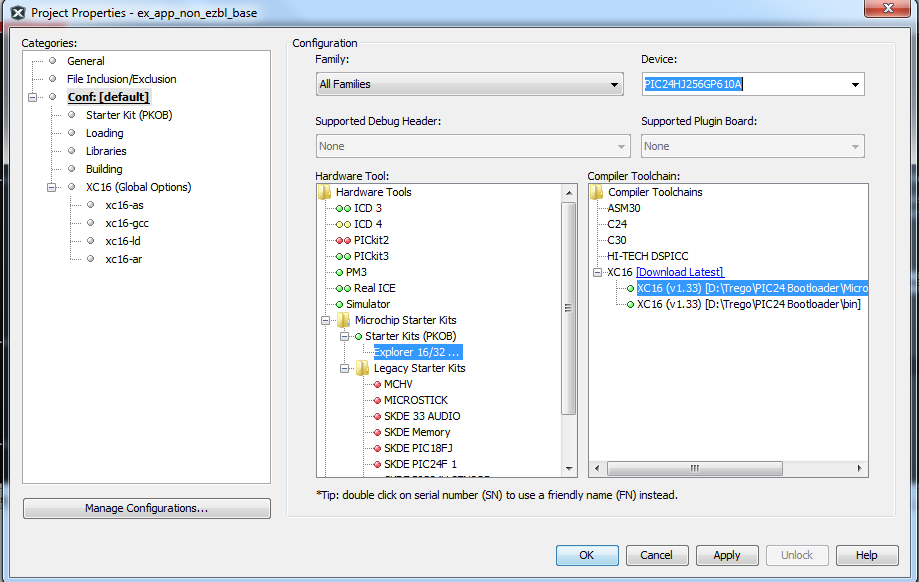 Project Properties - ex_app_non_ezbl_base
Categories:
General
File Inclusion/Exclusion
Conf: [default]
Starter Kit (PKOB)
Loading
Libraries
Building
XC16 (Global Options)
xc16-as
xc16-gcc
xc16-ld
xc16-ar
Manage Configurations...
Configuration
Family:
All Families
Device:
PIC24HJ256GP610A
Supported Debug Header:
None
Supported Plugin Board:
None
Hardware Tool:
Hardware Tools
ICD 3
ICD 4
PICkit2
PICkit3
PM3
Real ICE
Simulator
Microchip Starter Kits
Starter Kits (PKOB)
Explorer 16/32 ...
Legacy Starter Kits
MCHV
MICROSTICK
SKDE 33 AUDIO
SKDE Memory
SKDE PIC18FJ
SKDE PIC24F 1
Compiler Toolchain:
Compiler Toolchains
ASM30
C24
C30
HI-TECH DSPICC
XC16 [Download Latest]
XC16 (v1.33) [D:\Trego\PIC24 Bootloader\Micro
XC16 (v1.33) [D:\Trego\PIC24 Bootloader\bin]
*Tip: double click on serial number (SN) to use a friendly name (FN) instead.
OK
Cancel
Apply
Unlock
Help